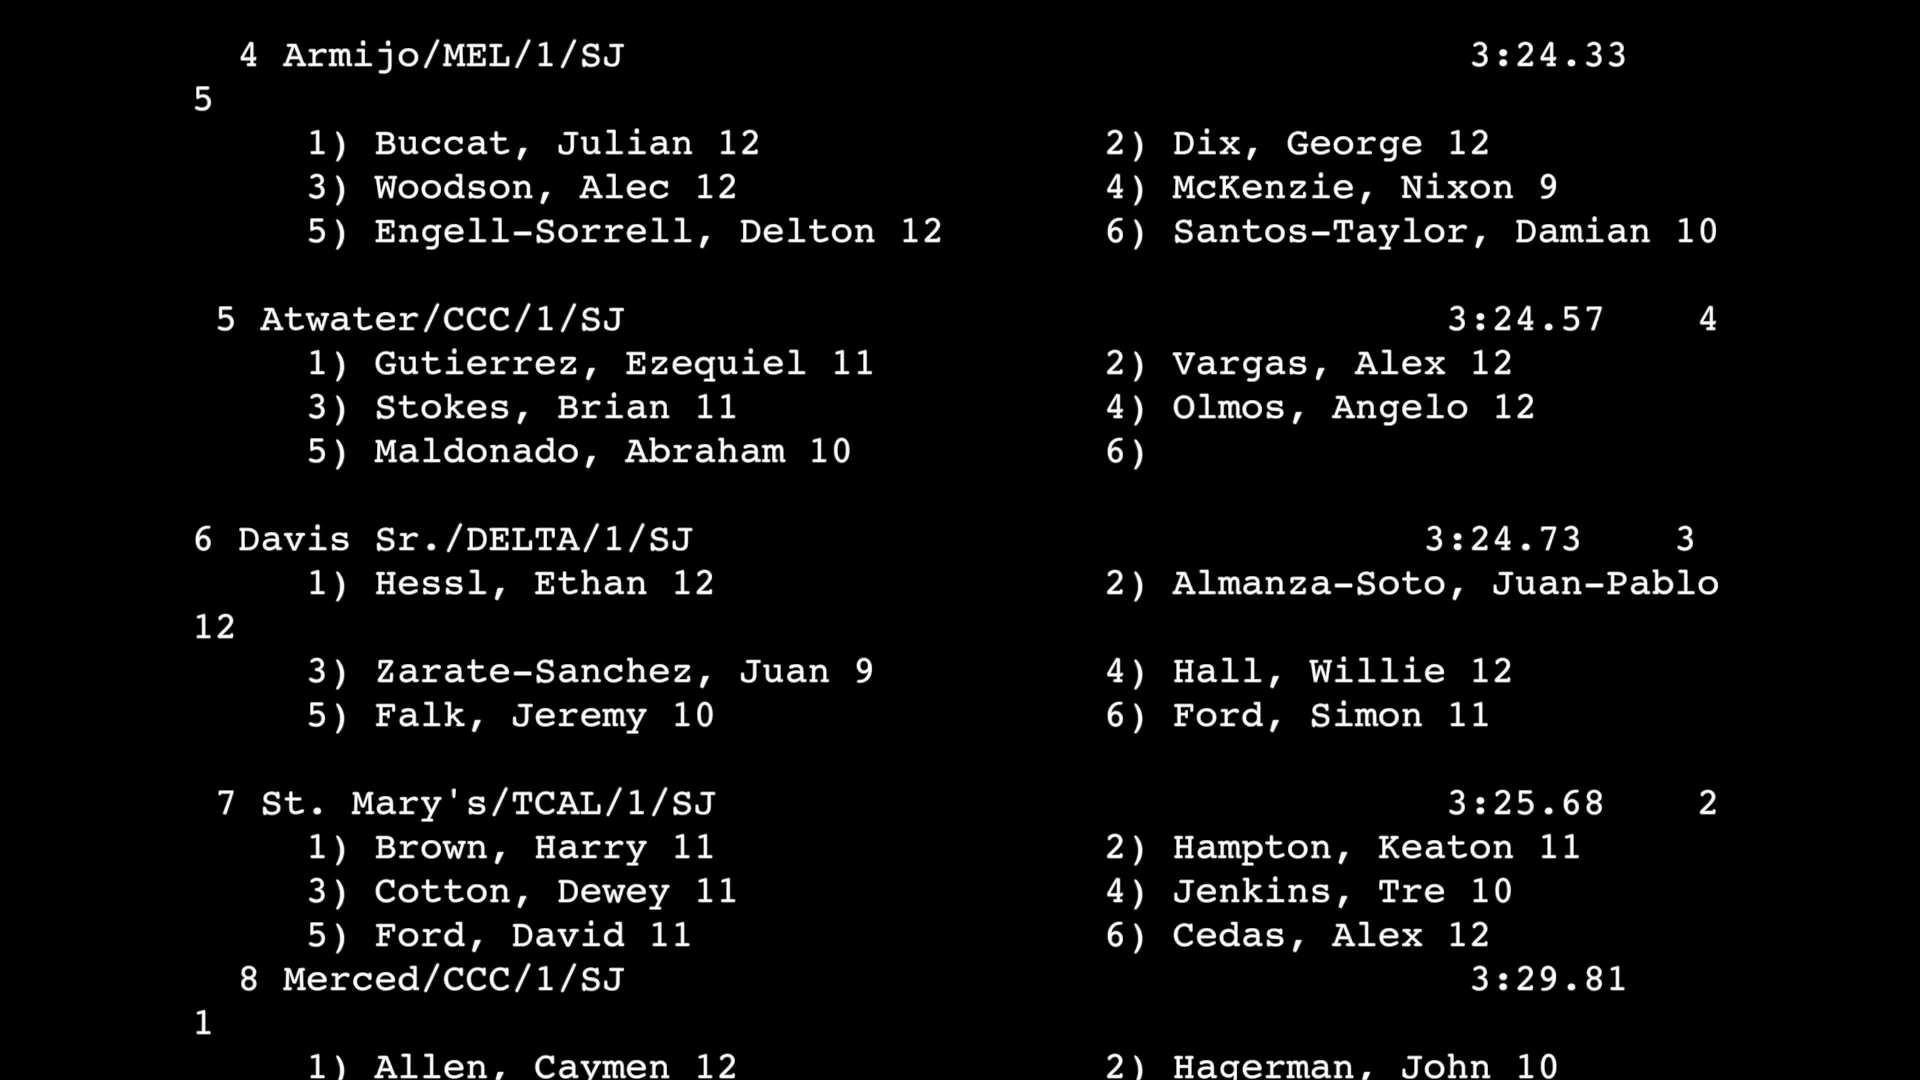 4 Armijo/MEL/1/SJ 3:24.33
5
1) Buccat, Julian 12 2) Dix, George 12
3) Woodson, Alec 12 4) McKenzie, Nixon 9
5) Engell-Sorrell, Delton 12 6) Santos-Taylor, Damian 10
5 Atwater/CCC/1/SJ 3:24.57 4
1) Gutierrez, Ezequiel 11 2) Vargas, Alex 12
3) Stokes, Brian 11 4) Olmos, Angelo 12
5) Maldonado, Abraham 10 6)
6 Davis Sr./DELTA/1/SJ 3:24.73 3
1) Hessl, Ethan 12 2) Almanza-Soto, Juan-Pablo
12
3) Zarate-Sanchez, Juan 9 4) Hall, Willie 12
5) Falk, Jeremy 10 6) Ford, Simon 11
7 St. Mary's/TCAL/1/SJ 3:25.68 2
1) Brown, Harry 11 2) Hampton, Keaton 11
3) Cotton, Dewey 11 4) Jenkins, Tre 10
5) Ford, David 11 6) Cedas, Alex 12
8 Merced/CCC/1/SJ 3:29.81
1
1) Allen, Caymen 12 2) Hagerman, John 10